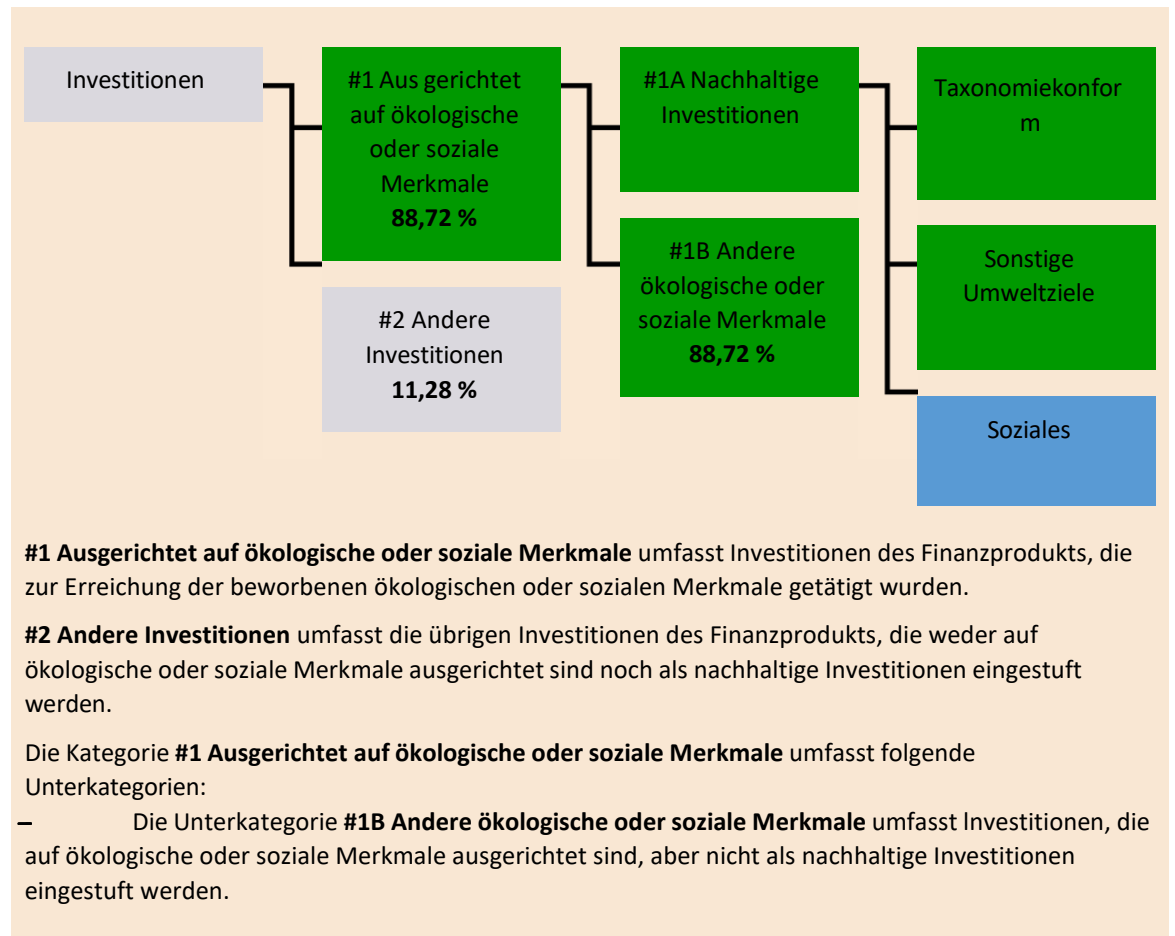 Investitionen
#1 Aus gerichtet
auf ökologische
oder soziale
Merkmale
88,72 %
#2 Andere
Investitionen
11,28 %
#1A Nachhaltige
Investitionen
#1B Andere
ökologische oder
soziale Merkmale
88,72 %
Taxonomiekonfor
m
Sonstige
Umweltziele
Soziales
#1 Ausgerichtet auf ökologische oder soziale Merkmale umfasst Investitionen des Finanzprodukts, die
zur Erreichung der beworbenen ökologischen oder sozialen Merkmale getätigt wurden.
#2 Andere Investitionen umfasst die übrigen Investitionen des Finanzprodukts, die weder auf
ökologische oder soziale Merkmale ausgerichtet sind noch als nachhaltige Investitionen eingestuft
werden.
Die Kategorie #1 Ausgerichtet auf ökologische oder soziale Merkmale umfasst folgende
Unterkategorien:
– Die Unterkategorie #1B Andere ökologische oder soziale Merkmale umfasst Investitionen, die
auf ökologische oder soziale Merkmale ausgerichtet sind, aber nicht als nachhaltige Investitionen
eingestuft werden.